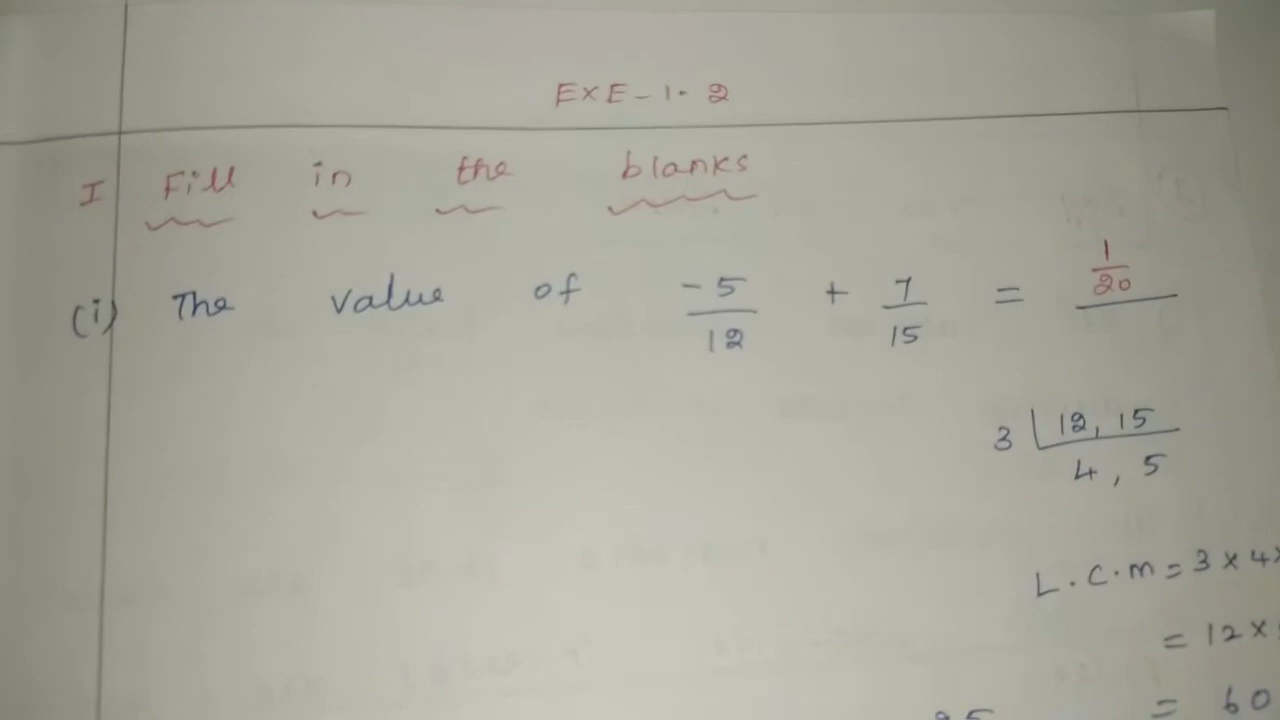 EXE-1.2
I Fill in the blanks
(i) The value of -5/12 + 7/15 = 1/20
3 | 12, 15
4, 5
L.C.M = 3 × 4 ×
= 12 ×
= 60